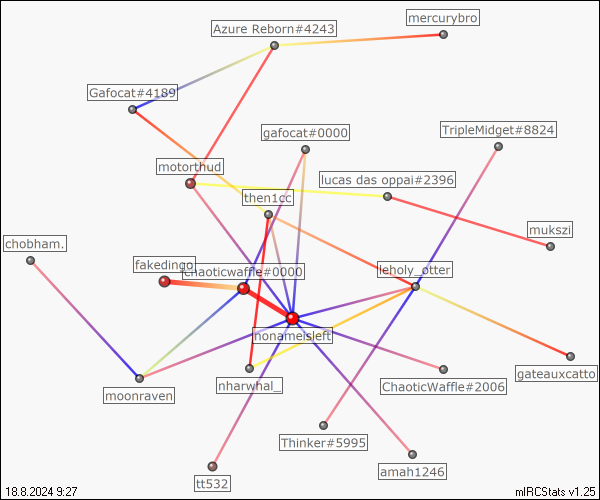 mercurybro
Azure Reborn#4243
Gafocat#4189
gafocat#0000
TripleMidget#8824
motorthud
lucas das oppai#2396
then1cc
mukszi
chobham.
fakedingo
chaoticwaffle#0000
leholy_otter
nonameisleft
gateauxcatto
nharwhal_
ChaoticWaffle#2006
moonraven
Thinker#5995
amah1246
tt532
18.8.2024 9:27
mIRCStats v1.25